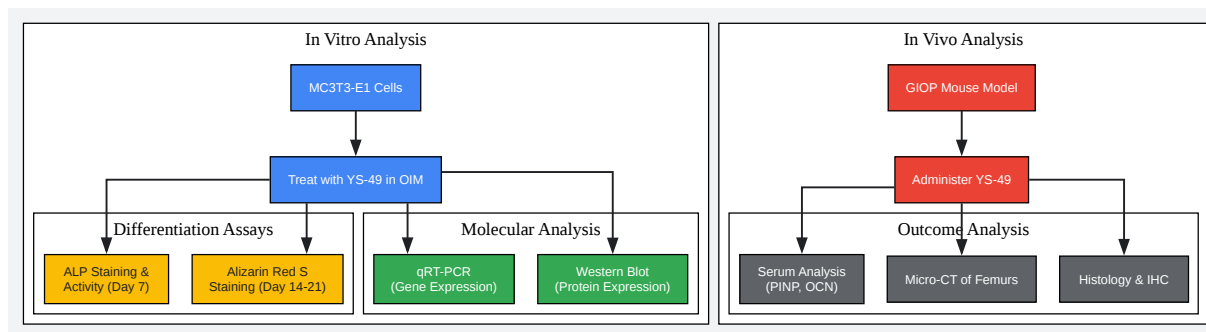 In Vitro Analysis
MC3T3-E1 Cells
Treat with YS-49 in OIM
Differentiation Assays
ALP Staining &
Activity (Day 7)
Alizarin Red S
Staining (Day 14-21)
Molecular Analysis
qRT-PCR
(Gene Expression)
Western Blot
(Protein Expression)
In Vivo Analysis
GIOP Mouse Model
Administer YS-49
Outcome Analysis
Serum Analysis
(PINP, OCN)
Micro-CT of Femurs
Histology & IHC